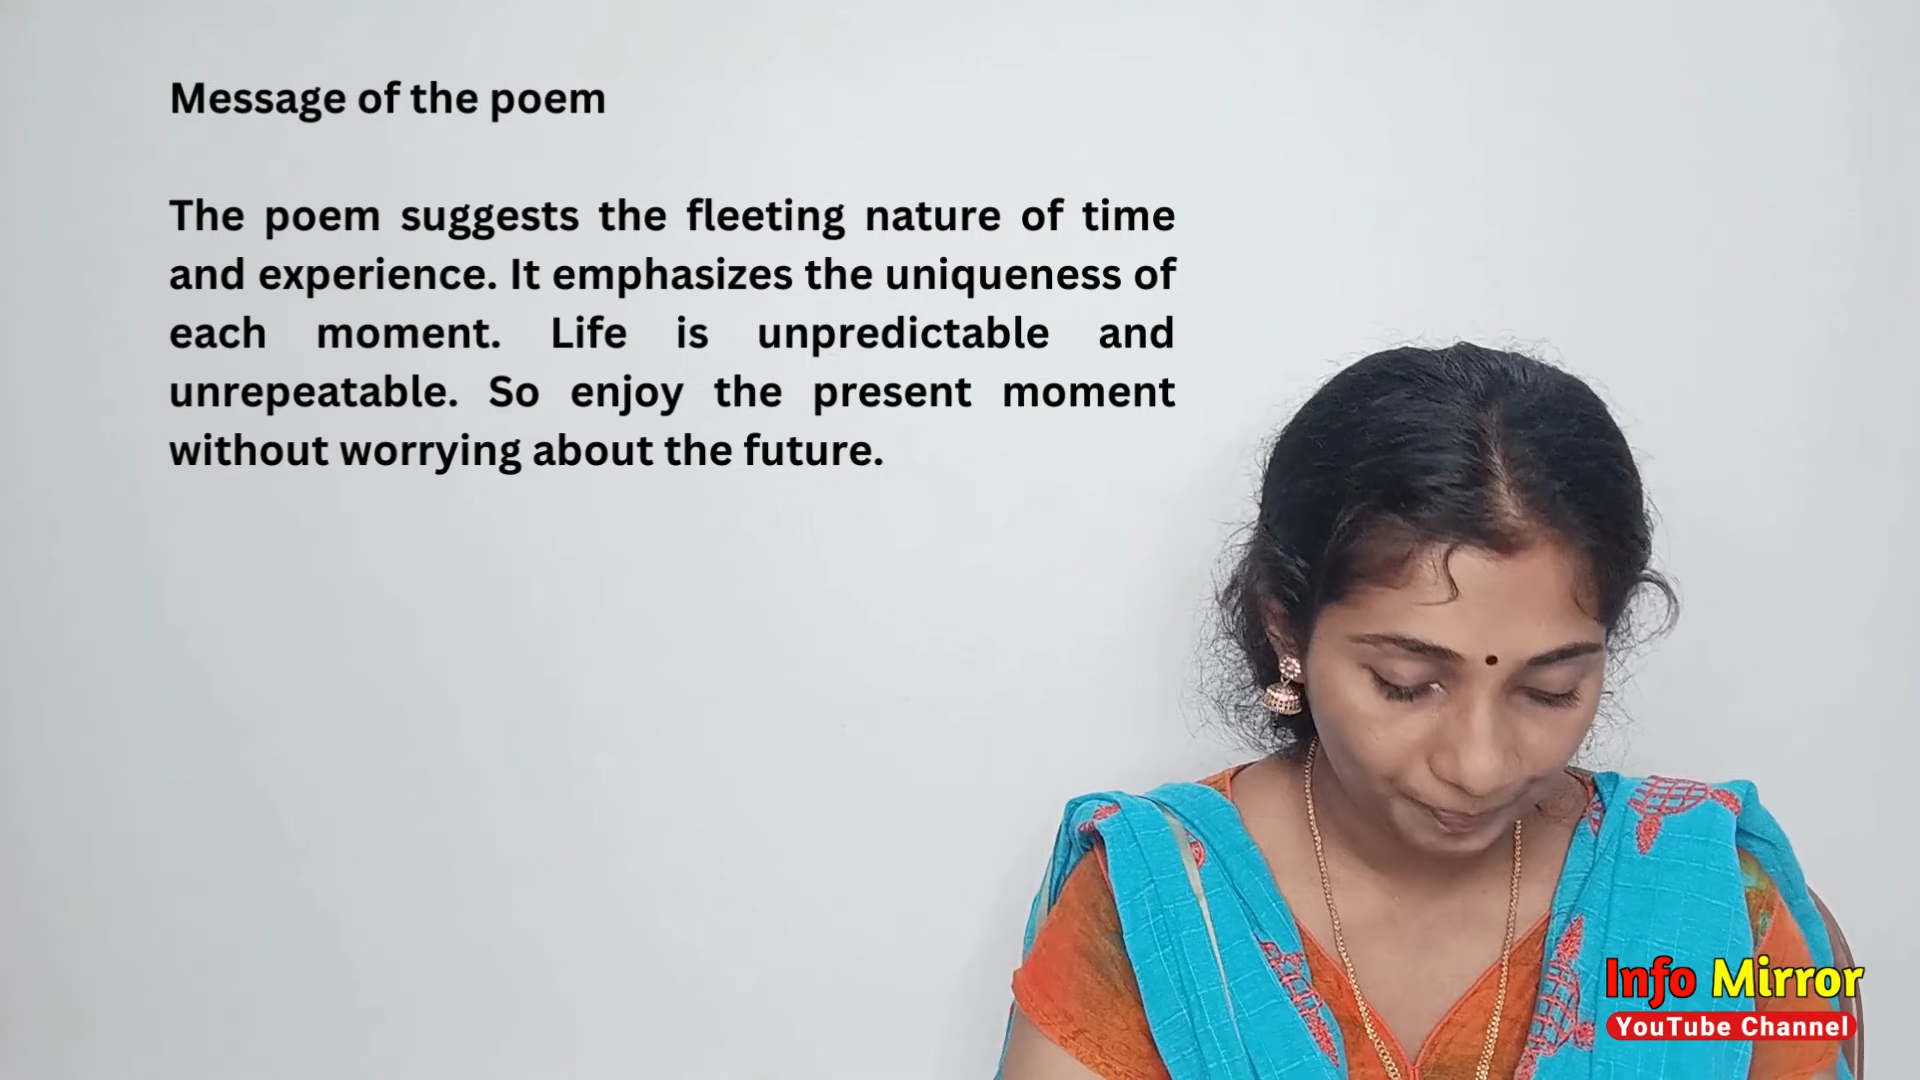 Message of the poem
The poem suggests the fleeting nature of time
and experience. It emphasizes the uniqueness of
each moment. Life is unpredictable and
unrepeatable. So enjoy the present moment
without worrying about the future.
Info Mirror
YouTube Channel